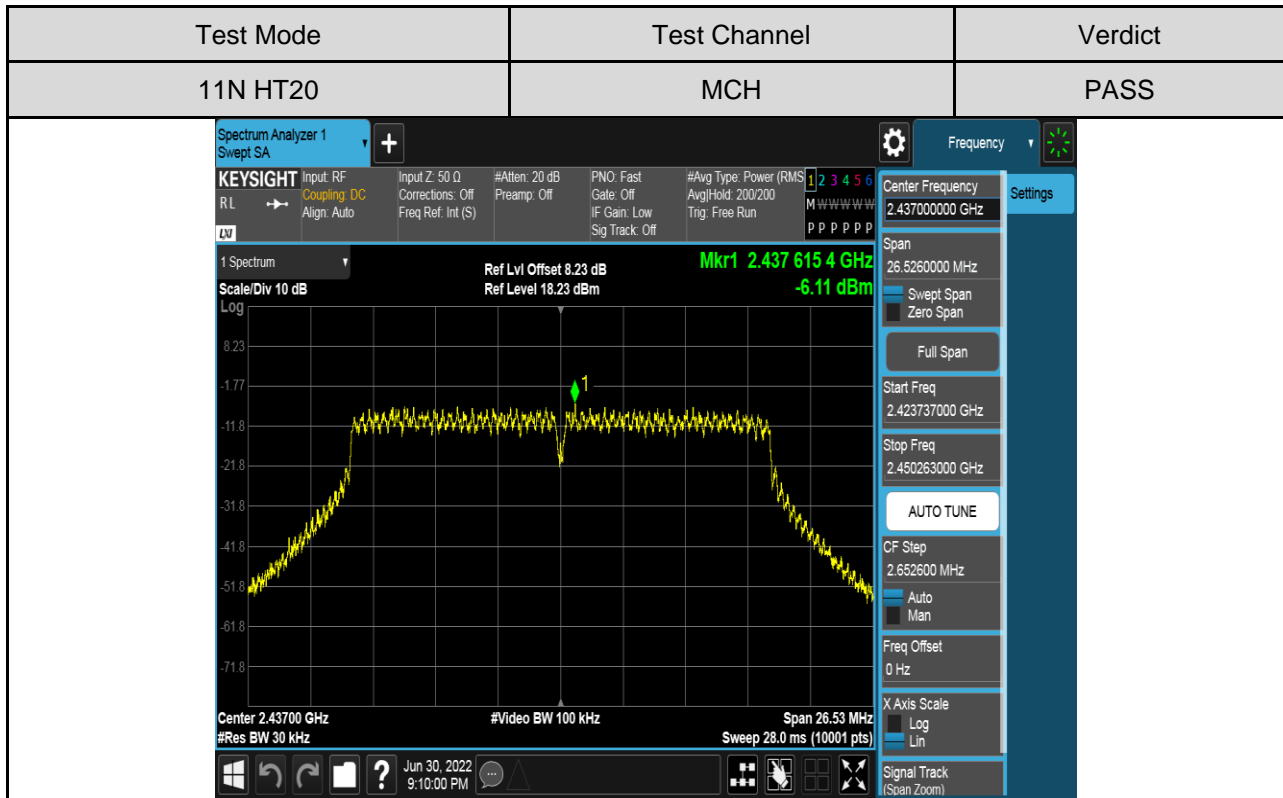 Test Mode Test Channel Verdict
11N HT20 MCH PASS
Spectrum Analyzer 1
Swept SA
+
Frequency
KEYSIGHT Input: RF Input Z: 50 Ω #Atten: 20 dB PNO: Fast #Avg Type: Power (RMS 1 2 3 4 5 6
RL Coupling: DC Corrections: Off Preamp: Off Gate: Off Avg|Hold: 200/200 M W W W W W
Align: Auto Freq Ref: Int (S) IF Gain: Low Trig: Free Run
LXI Sig Track: Off P P P P P P
1 Spectrum
Scale/Div 10 dB
Ref Lvl Offset 8.23 dB
Ref Level 18.23 dBm
Mkr1 2.437 615 4 GHz
-6.11 dBm
Log
8.23
-1.77
-11.8
-21.8
-31.8
-41.8
-51.8
-61.8
-71.8
1
Center 2.43700 GHz #Video BW 100 kHz Span 26.53 MHz
#Res BW 30 kHz Sweep 28.0 ms (10001 pts)
Jun 30, 2022
9:10:00 PM
?
Center Frequency
2.437000000 GHz
Settings
Span
26.5260000 MHz
Swept Span
Zero Span
Full Span
Start Freq
2.423737000 GHz
Stop Freq
2.450263000 GHz
AUTO TUNE
CF Step
2.652600 MHz
Auto
Man
Freq Offset
0 Hz
X Axis Scale
Log
Lin
Signal Track
(Span Zoom)